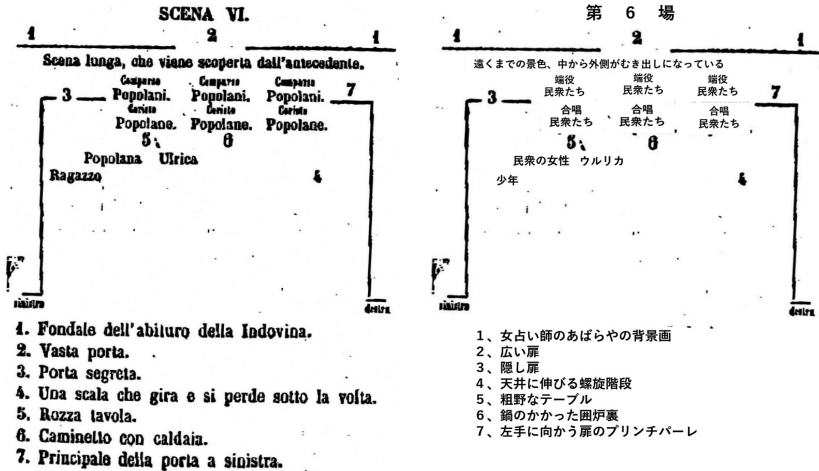 SCENA VI.
1 2 1
Scena lunga, che viene scoperta dall'antecedente.
Comparse Comparse Comparse
3 Popolani. Popolani. Popolani. 7
Coriste Coriste Coriste
Popolane. Popolane. Popolane.
5 6
Popolana Ulrica
Ragazzo 4
sinistra destra
1. Fondale dell'abituro della Indovina.
2. Vasta porta.
3. Porta segreta.
4. Una scala che gira e si perde sotto la volta.
5. Rozza tavola.
6. Caminetto con caldaia.
7. Principale della porta a sinistra.
第 6 場
1 2 1
遠くまでの景色、中から外側がむき出しになっている
端役 端役 端役
3 民衆たち 民衆たち 民衆たち 7
合唱 合唱 合唱
民衆たち 民衆たち 民衆たち
5 6
民衆の女性 ウルリカ
少年 4
sinistra destra
1、女占い師のあばらやの背景画
2、広い扉
3、隠し扉
4、天井に伸びる螺旋階段
5、粗野なテーブル
6、鍋のかかった囲炉裏
7、左手に向かう扉のプリンチパーレ